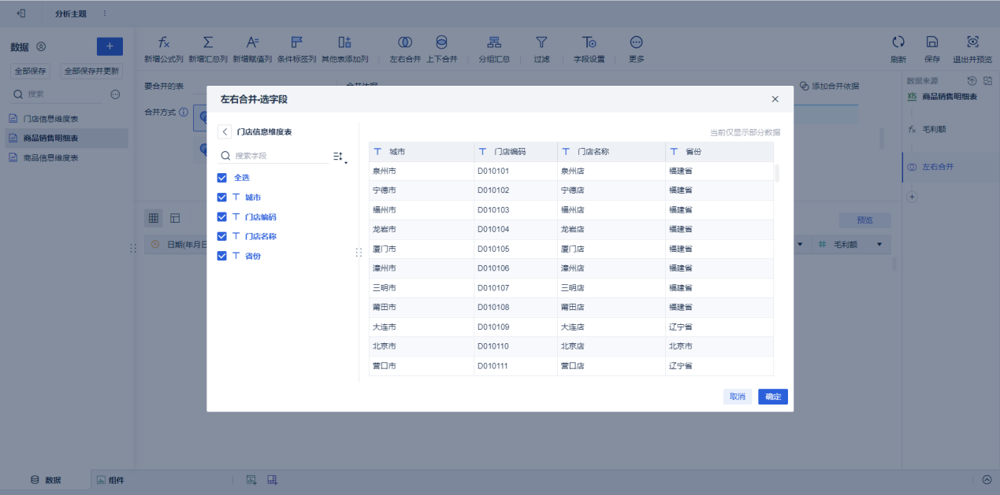 分析主题
数据
+
全部保存 全部保存并更新
搜索
门店信息维度表
商品销售明细表
商品信息维度表
fx Σ A=
新增公式列 新增汇总列 新增赋值列 条件标签列 其他表添加列 左右合并 上下合并 分组汇总 过滤 字段设置 更多
刷新 保存 退出并预览
要合并的表
合并依据
添加合并依据
合并方式
预览
日期(年月日
毛利额
数据来源
XLS 商品销售明细表
fx 毛利额
左右合并
左右合并-选字段
门店信息维度表
搜索字段
全选
T 城市
T 门店编码
T 门店名称
T 省份
当前仅显示部分数据
T 城市 T 门店编码 T 门店名称 T 省份
泉州市 D010101 泉州店 福建省
宁德市 D010102 宁德店 福建省
福州市 D010103 福州店 福建省
龙岩市 D010104 龙岩店 福建省
厦门市 D010105 厦门店 福建省
漳州市 D010106 漳州店 福建省
三明市 D010107 三明店 福建省
莆田市 D010108 莆田店 福建省
大连市 D010109 大连店 辽宁省
北京市 D010110 北京店 北京市
营口市 D010111 营口店 辽宁省
取消 确定
数据 组件